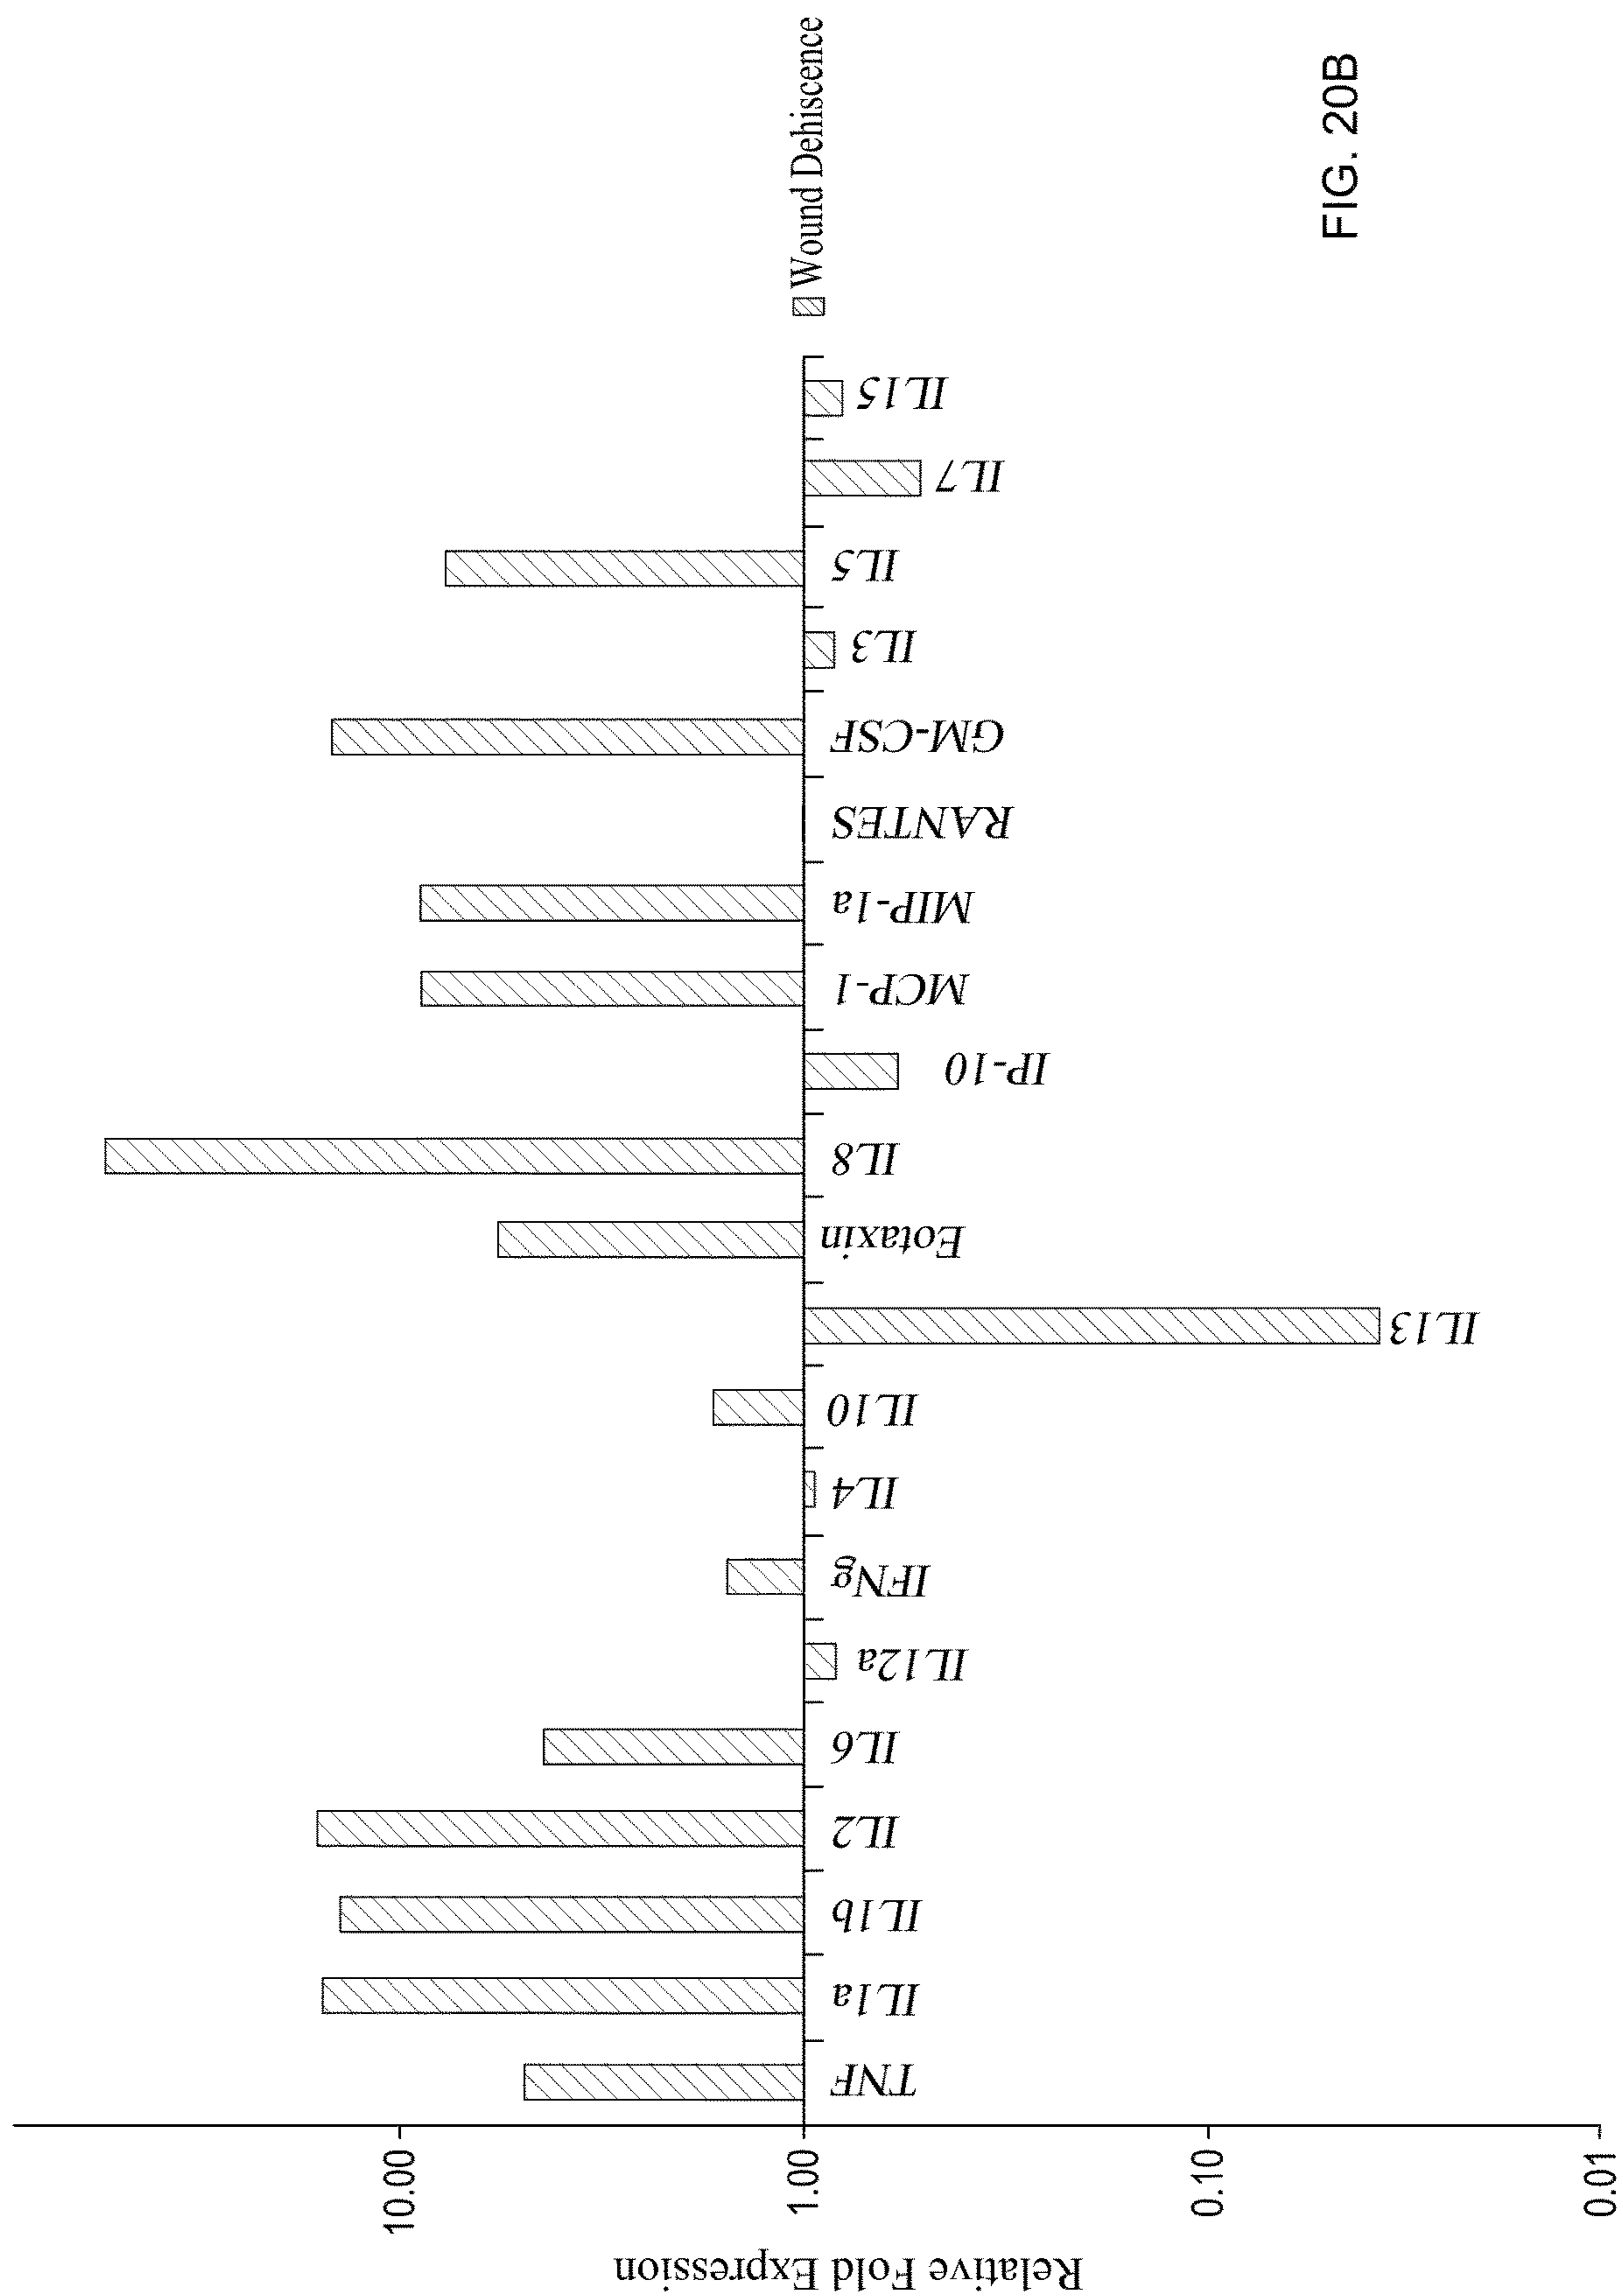 Relative Fold Expression
10.00
1.00
0.10
0.01
TNF
IL1a
IL1b
IL2
IL6
IL12a
IFNg
IL4
IL10
IL13
Eotaxin
IL8
IP-10
MCP-1
MIP-1a
RANTES
GM-CSF
IL3
IL5
IL7
IL15
Wound Dehiscence
FIG. 20B